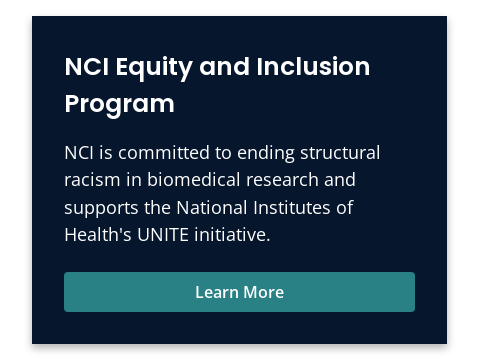 NCI Equity and Inclusion
Program
NCI is committed to ending structural
racism in biomedical research and
supports the National Institutes of
Health's UNITE initiative.
Learn More